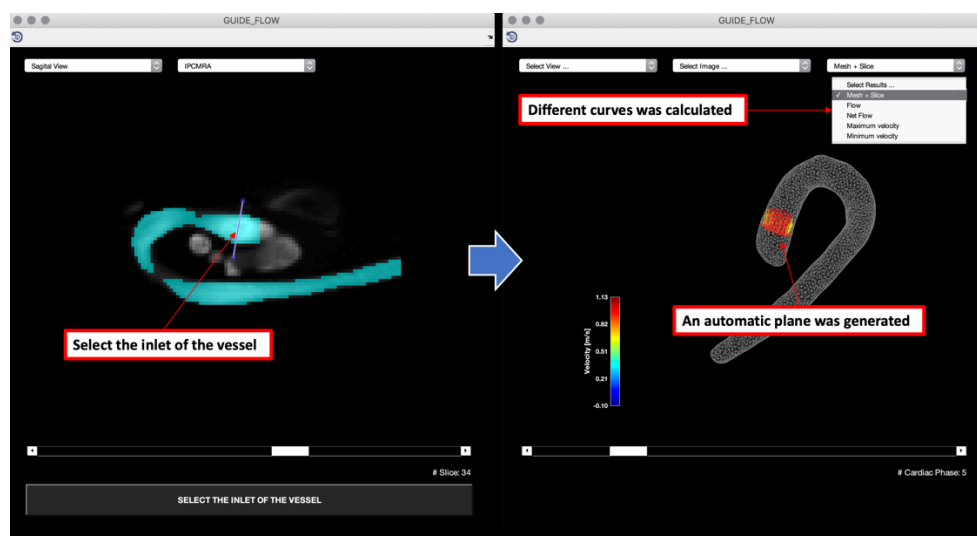 GUIDE_FLOW
Sagital View
IPCMRA
Select the inlet of the vessel
# Slice: 34
SELECT THE INLET OF THE VESSEL
GUIDE_FLOW
Select View ...
Select Image ...
Mesh + Slice
Select Results ...
✓ Mesh + Slice
Flow
Net Flow
Maximum velocity
Minimum velocity
Different curves was calculated
An automatic plane was generated
1.13
0.82
0.51
0.21
-0.10
Velocity [m/s]
# Cardiac Phase: 5